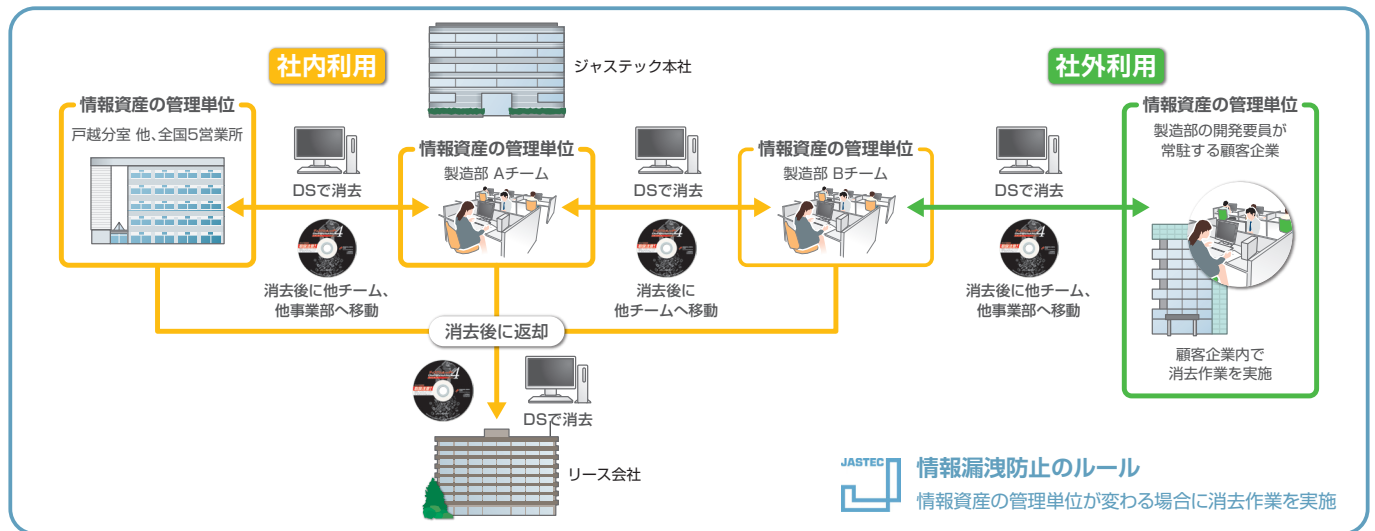 社内利用
ジャステック本社
社外利用
情報資産の管理単位
戸越分室 他、全国5営業所
DSで消去
消去後に他チーム、
他事業部へ移動
情報資産の管理単位
製造部 Aチーム
DSで消去
消去後に
他チームへ移動
情報資産の管理単位
製造部 Bチーム
DSで消去
消去後に他チーム、
他事業部へ移動
情報資産の管理単位
製造部の開発要員が
常駐する顧客企業
顧客企業内で
消去作業を実施
消去後に返却
DSで消去
リース会社
JASTEC
情報漏洩防止のルール
情報資産の管理単位が変わる場合に消去作業を実施